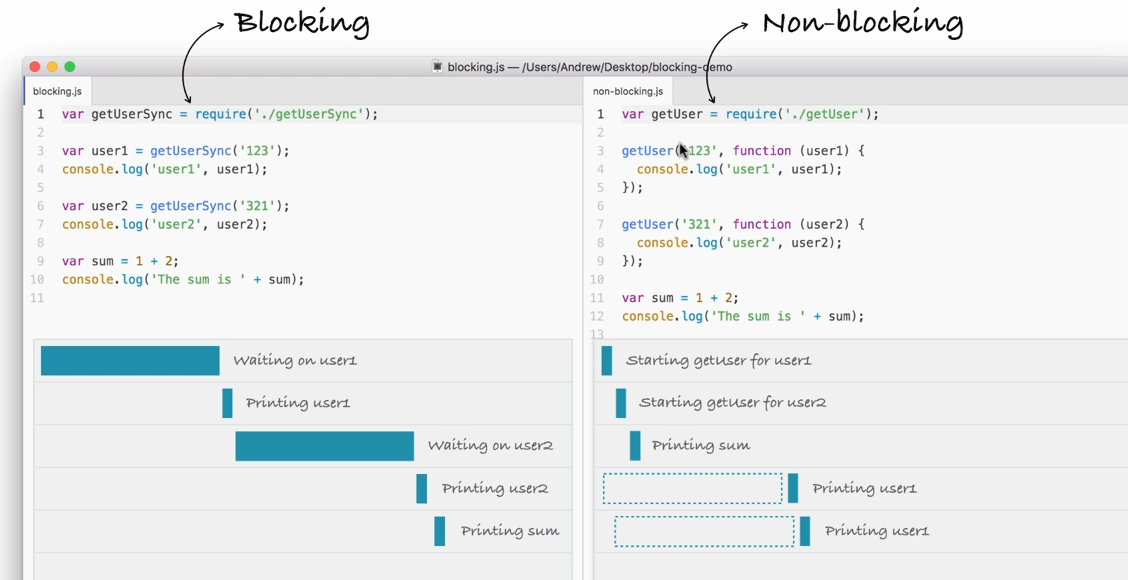 Blocking
Non-blocking
blocking.js — /Users/Andrew/Desktop/blocking-demo
blocking.js
1 var getUserSync = require('./getUserSync');
2
3 var user1 = getUserSync('123');
4 console.log('user1', user1);
5
6 var user2 = getUserSync('321');
7 console.log('user2', user2);
8
9 var sum = 1 + 2;
10 console.log('The sum is ' + sum);
11
Waiting on user1
Printing user1
Waiting on user2
Printing user2
Printing sum
non-blocking.js
1 var getUser = require('./getUser');
2
3 getUser('123', function (user1) {
4 console.log('user1', user1);
5 });
6
7 getUser('321', function (user2) {
8 console.log('user2', user2);
9 });
10
11 var sum = 1 + 2;
12 console.log('The sum is ' + sum);
13
Starting getUser for user1
Starting getUser for user2
Printing sum
Printing user1
Printing user1